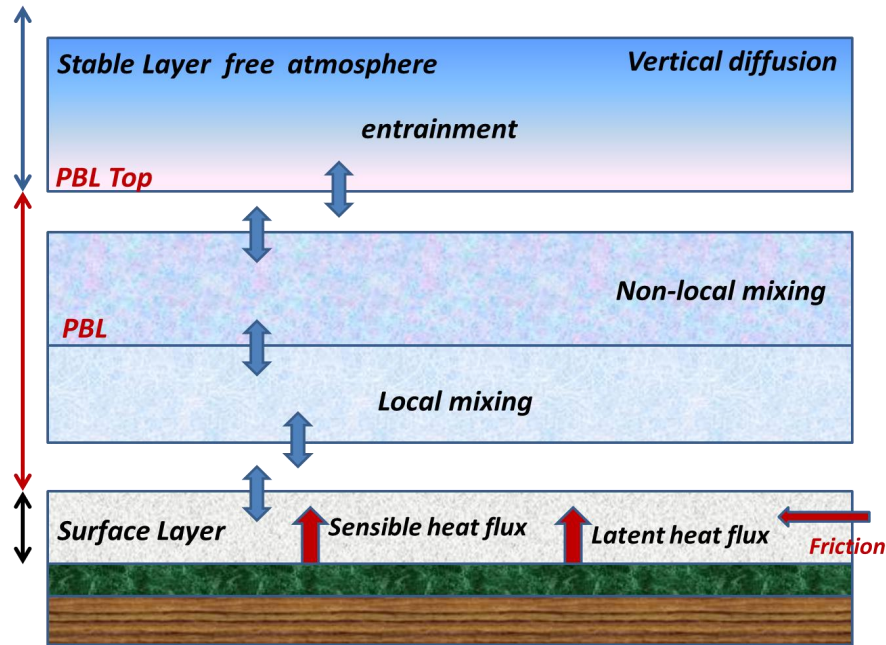 Stable Layer free atmosphere
Vertical diffusion
entrainment
PBL Top
Non-local mixing
PBL
Local mixing
Surface Layer
Sensible heat flux
Latent heat flux
Friction